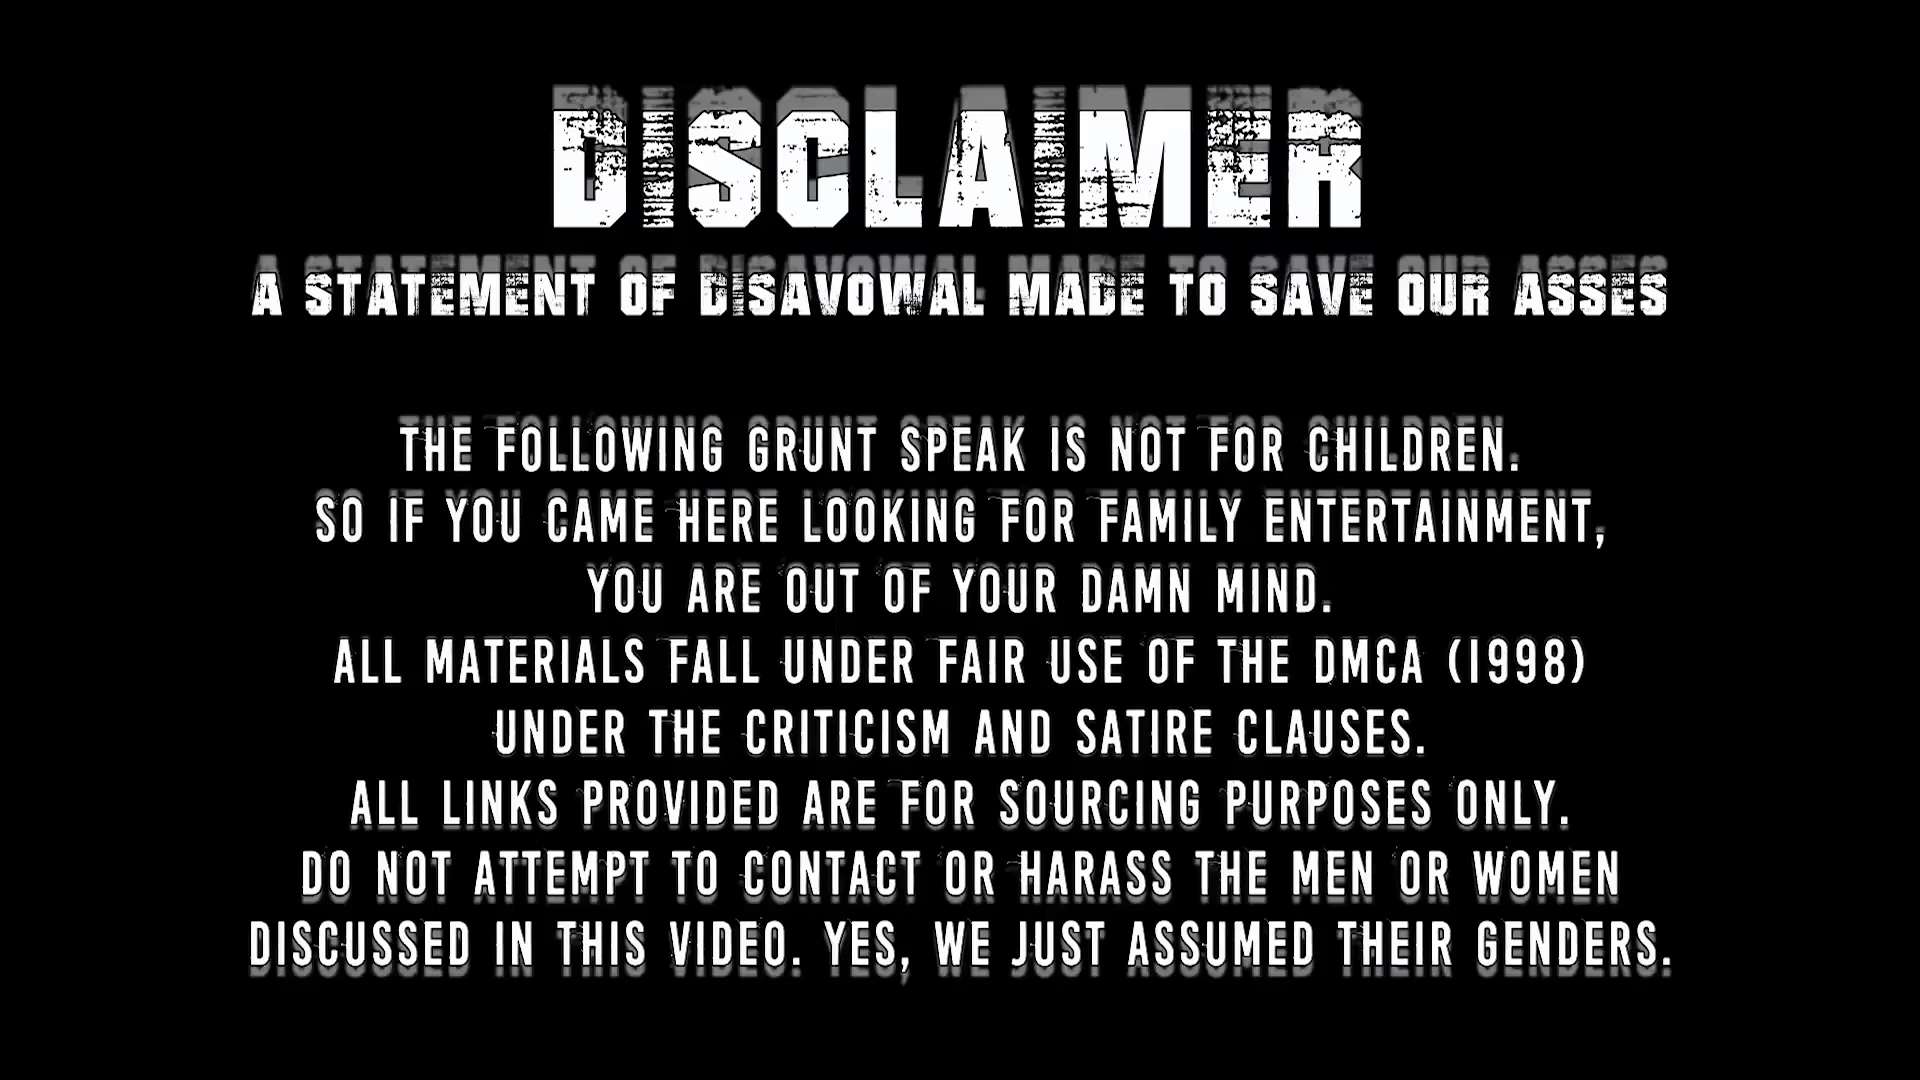 DISCLAIMER
A STATEMENT OF DISAVOWAL MADE TO SAVE OUR ASSES
THE FOLLOWING GRUNT SPEAK IS NOT FOR CHILDREN.
SO IF YOU CAME HERE LOOKING FOR FAMILY ENTERTAINMENT,
YOU ARE OUT OF YOUR DAMN MIND.
ALL MATERIALS FALL UNDER FAIR USE OF THE DMCA (1998)
UNDER THE CRITICISM AND SATIRE CLAUSES.
ALL LINKS PROVIDED ARE FOR SOURCING PURPOSES ONLY.
DO NOT ATTEMPT TO CONTACT OR HARASS THE MEN OR WOMEN
DISCUSSED IN THIS VIDEO. YES, WE JUST ASSUMED THEIR GENDERS.